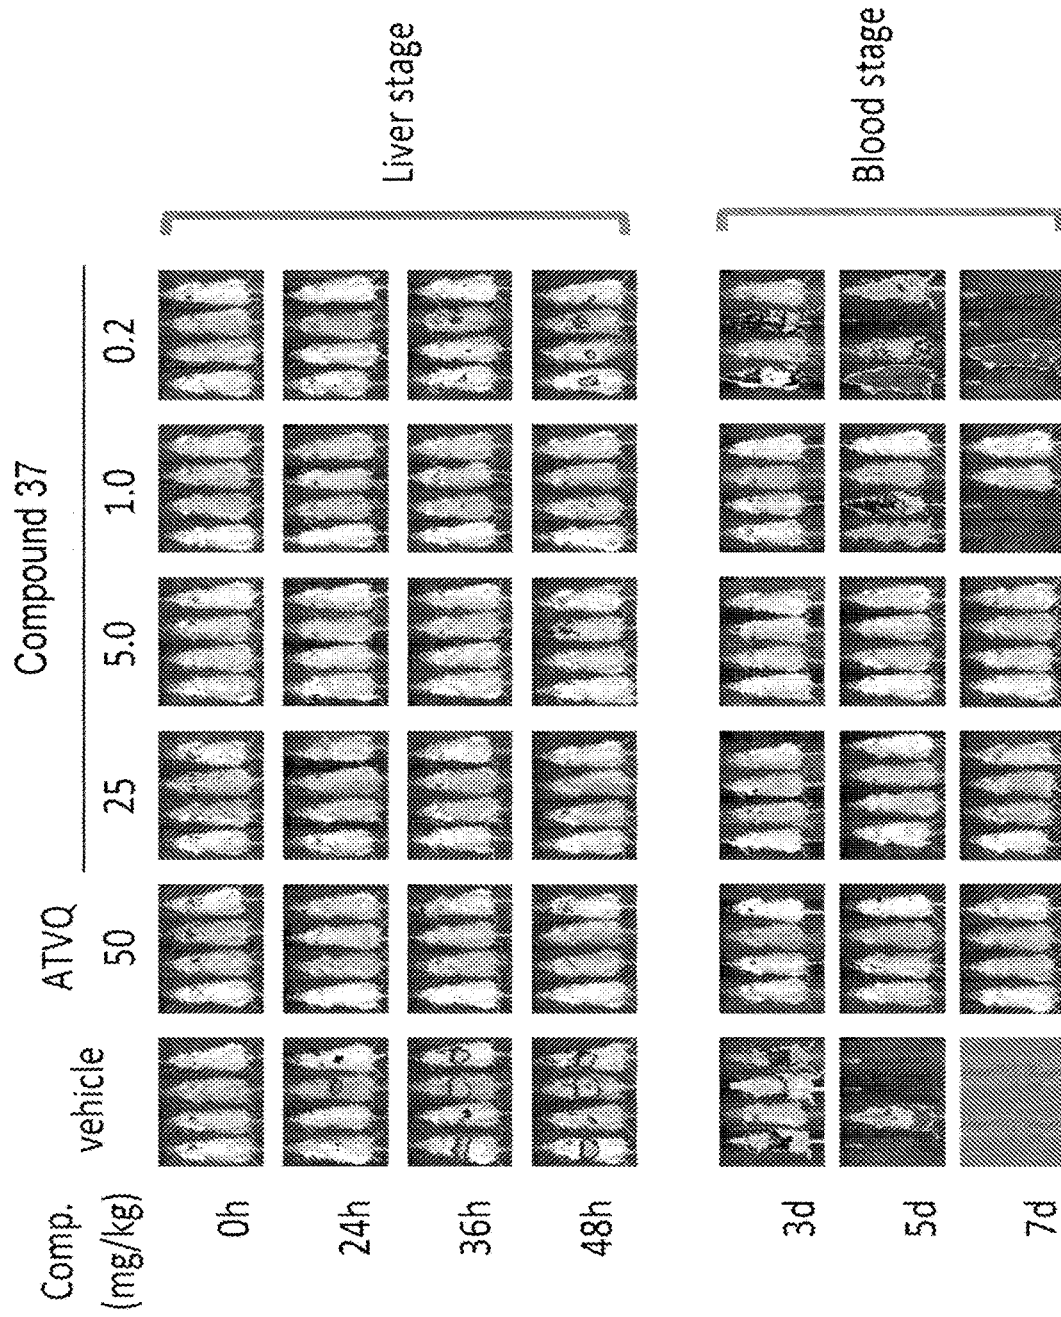 Compound 37
Comp. vehicle ATVQ
(mg/kg) 50 25 5.0 1.0 0.2
0h
24h
36h
48h
Liver stage
3d
5d
7d
Blood stage